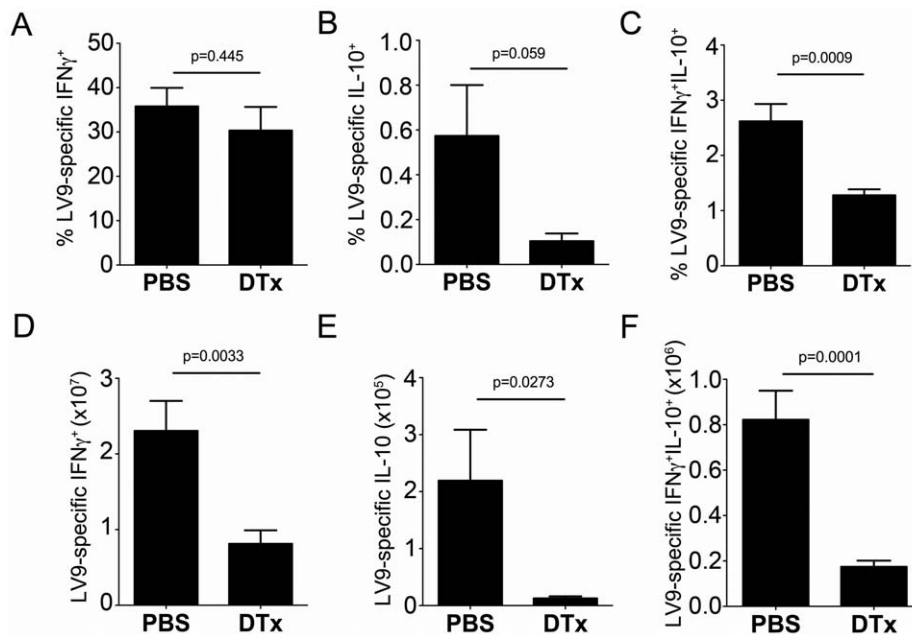 A
% LV9-specific IFNγ⁺
50
40
30
20
10
0
p=0.445
PBS DTx
B
% LV9-specific IL-10⁺
1.0
0.8
0.6
0.4
0.2
0.0
p=0.059
PBS DTx
C
% LV9-specific IFNγ⁺IL-10⁺
4
3
2
1
0
p=0.0009
PBS DTx
D
LV9-specific IFNγ⁺ (x10⁷)
3
2
1
0
p=0.0033
PBS DTx
E
LV9-specific IL-10 (x10⁵)
4
3
2
1
0
p=0.0273
PBS DTx
F
LV9-specific IFNγ⁺IL-10⁺ (x10⁶)
1.0
0.8
0.6
0.4
0.2
0.0
p=0.0001
PBS DTx